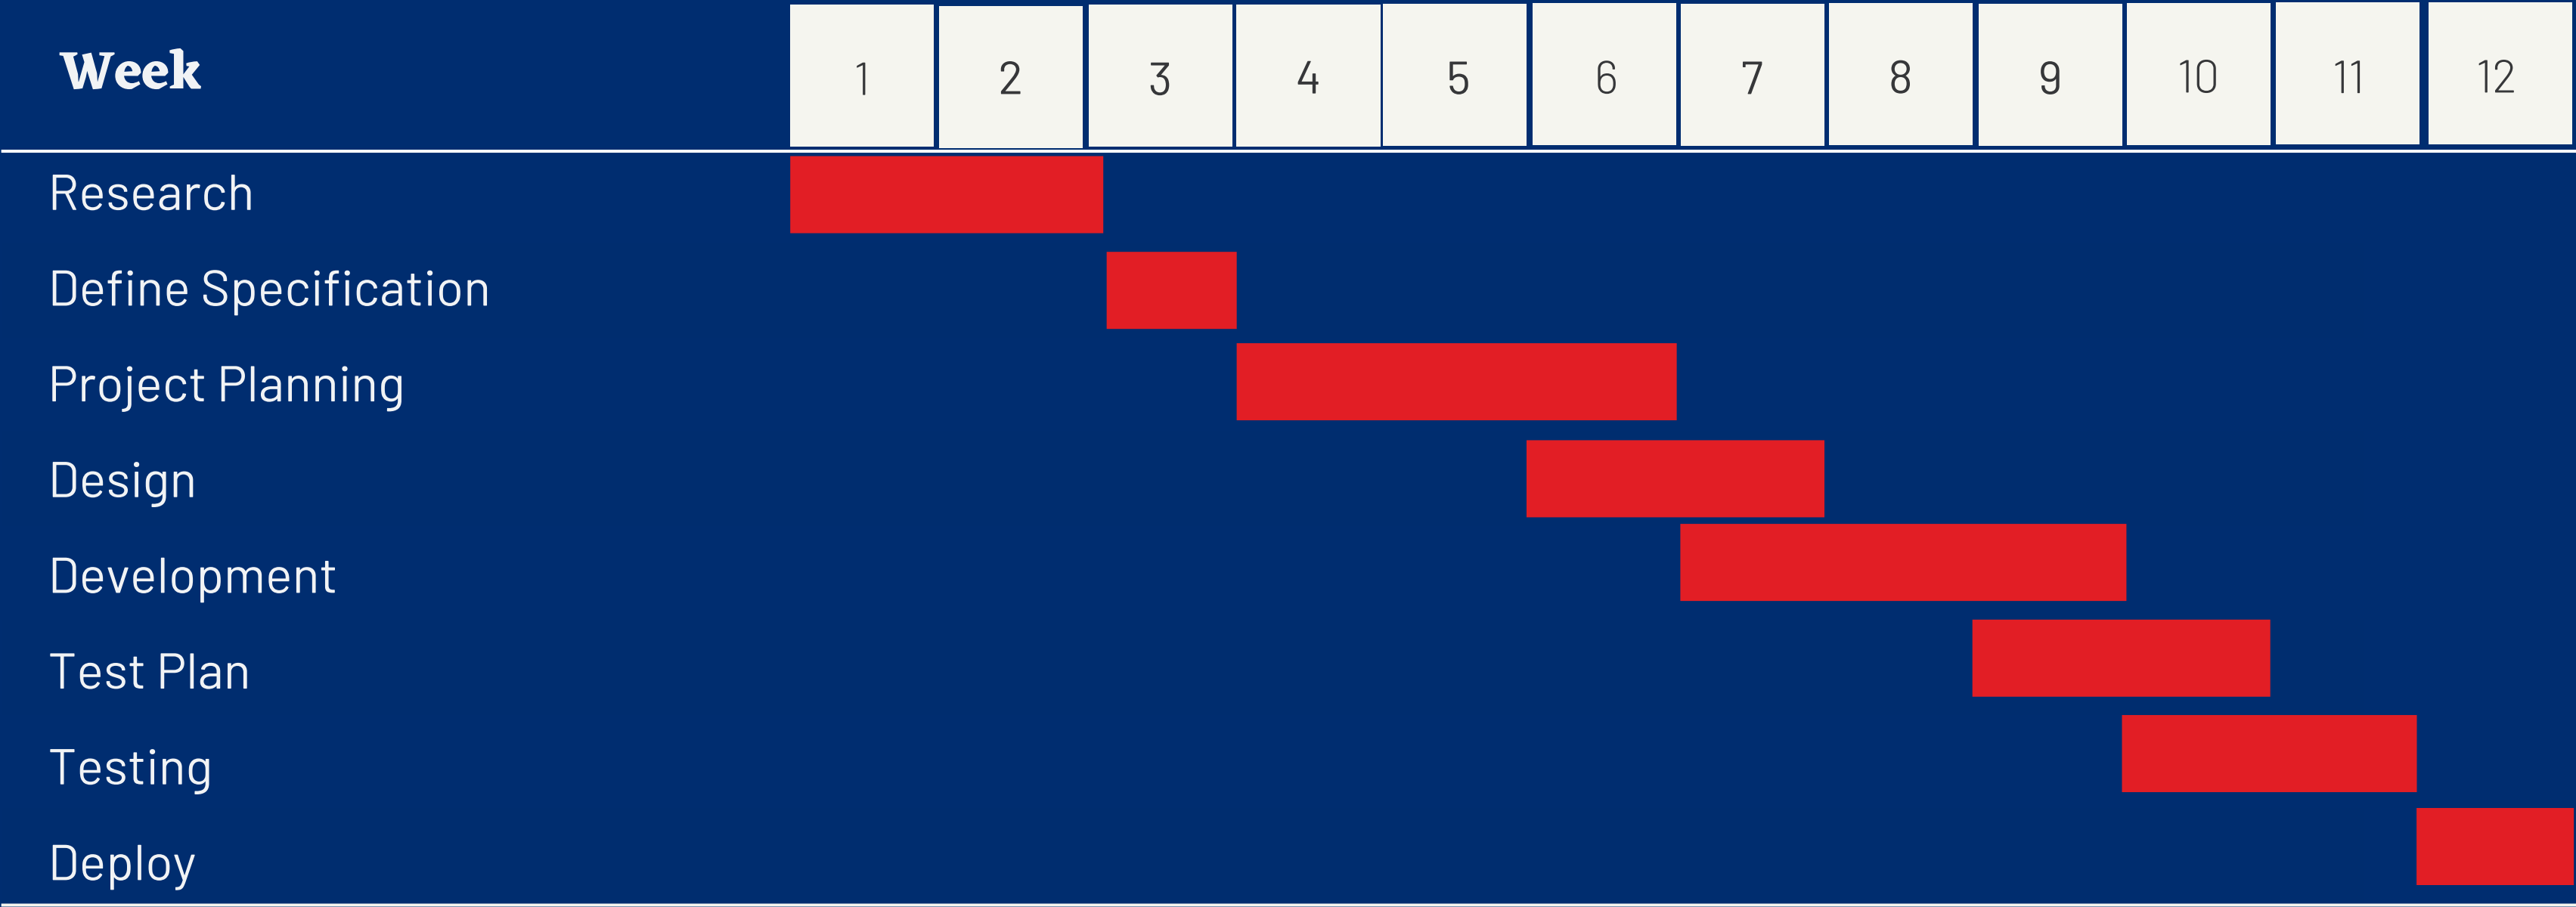 Week 1 2 3 4 5 6 7 8 9 10 11 12
Research
Define Specification
Project Planning
Design
Development
Test Plan
Testing
Deploy